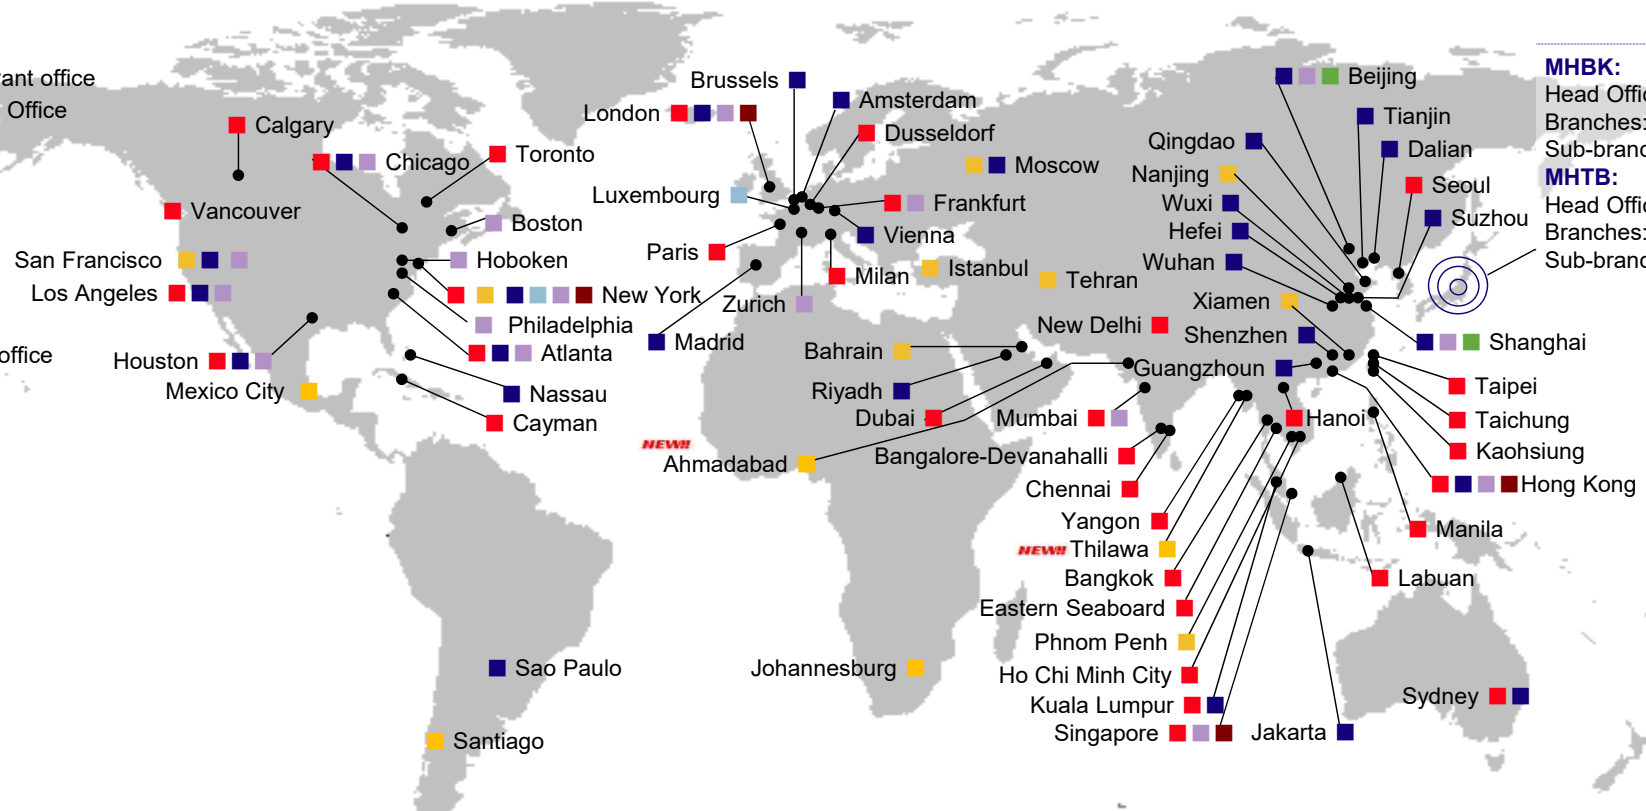 ant office
Office
office
Calgary
Chicago
Toronto
Vancouver
Boston
San Francisco
Hoboken
Los Angeles
New York
Philadelphia
Houston
Atlanta
Mexico City
Nassau
Cayman
Sao Paulo
Santiago
Brussels
London
Amsterdam
Dusseldorf
Moscow
Luxembourg
Frankfurt
Vienna
Paris
Milan
Istanbul
Tehran
Zurich
Madrid
Bahrain
Riyadh
Dubai
NEW!!
Ahmadabad
Johannesburg
New Delhi
Mumbai
Bangalore-Devanahalli
Chennai
Yangon
NEW!! Thilawa
Bangkok
Eastern Seaboard
Phnom Penh
Ho Chi Minh City
Kuala Lumpur
Singapore
Jakarta
Beijing
Tianjin
Qingdao
Dalian
Nanjing
Seoul
Wuxi
Suzhou
Hefei
Wuhan
Xiamen
Shenzhen
Shanghai
Guangzhoun
Taipei
Hanoi
Taichung
Kaohsiung
Hong Kong
Manila
Labuan
Sydney
MHBK:
Head Offic
Branches:
Sub-branc
MHTB:
Head Offic
Branches:
Sub-branc